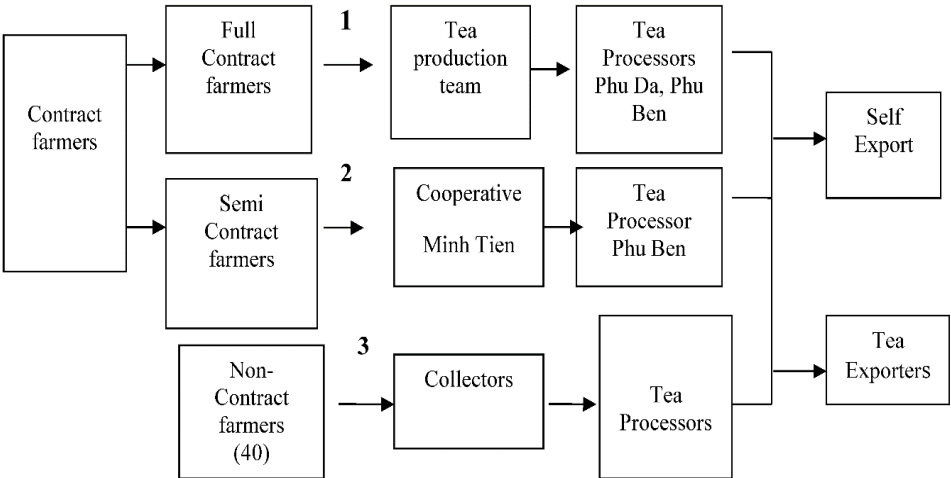 Contract
farmers
Full
Contract
farmers
1
Tea
production
team
Tea
Processors
Phu Da, Phu
Ben
Self
Export
Semi
Contract
farmers
2
Cooperative
Minh Tien
Tea
Processor
Phu Ben
Non-
Contract
farmers
(40)
3
Collectors
Tea
Processors
Tea
Exporters